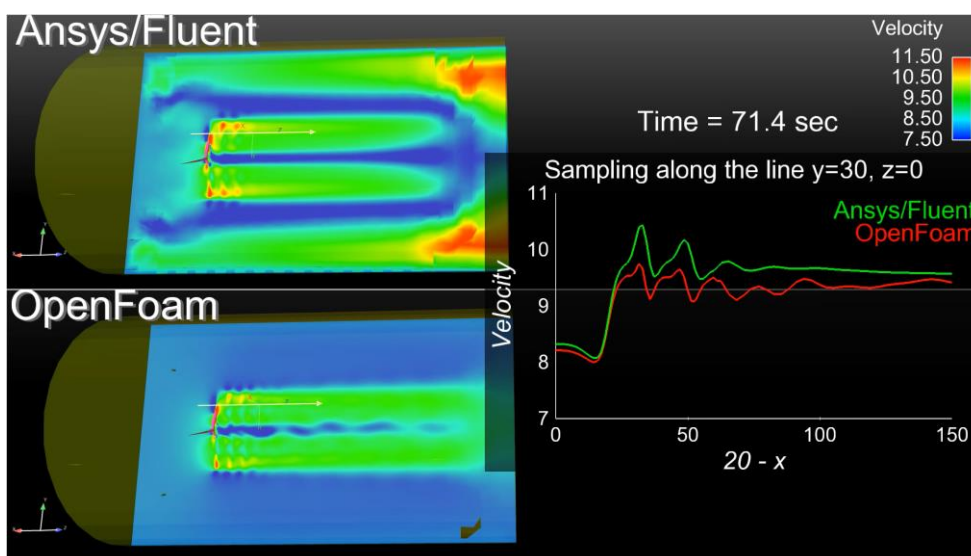 Ansys/Fluent
Velocity
11.50
10.50
9.50
8.50
7.50
Time = 71.4 sec
Sampling along the line y=30, z=0
11
10
9
8
7
Velocity
Ansys/Fluent
OpenFoam
0
50
100
150
20 - x
OpenFoam